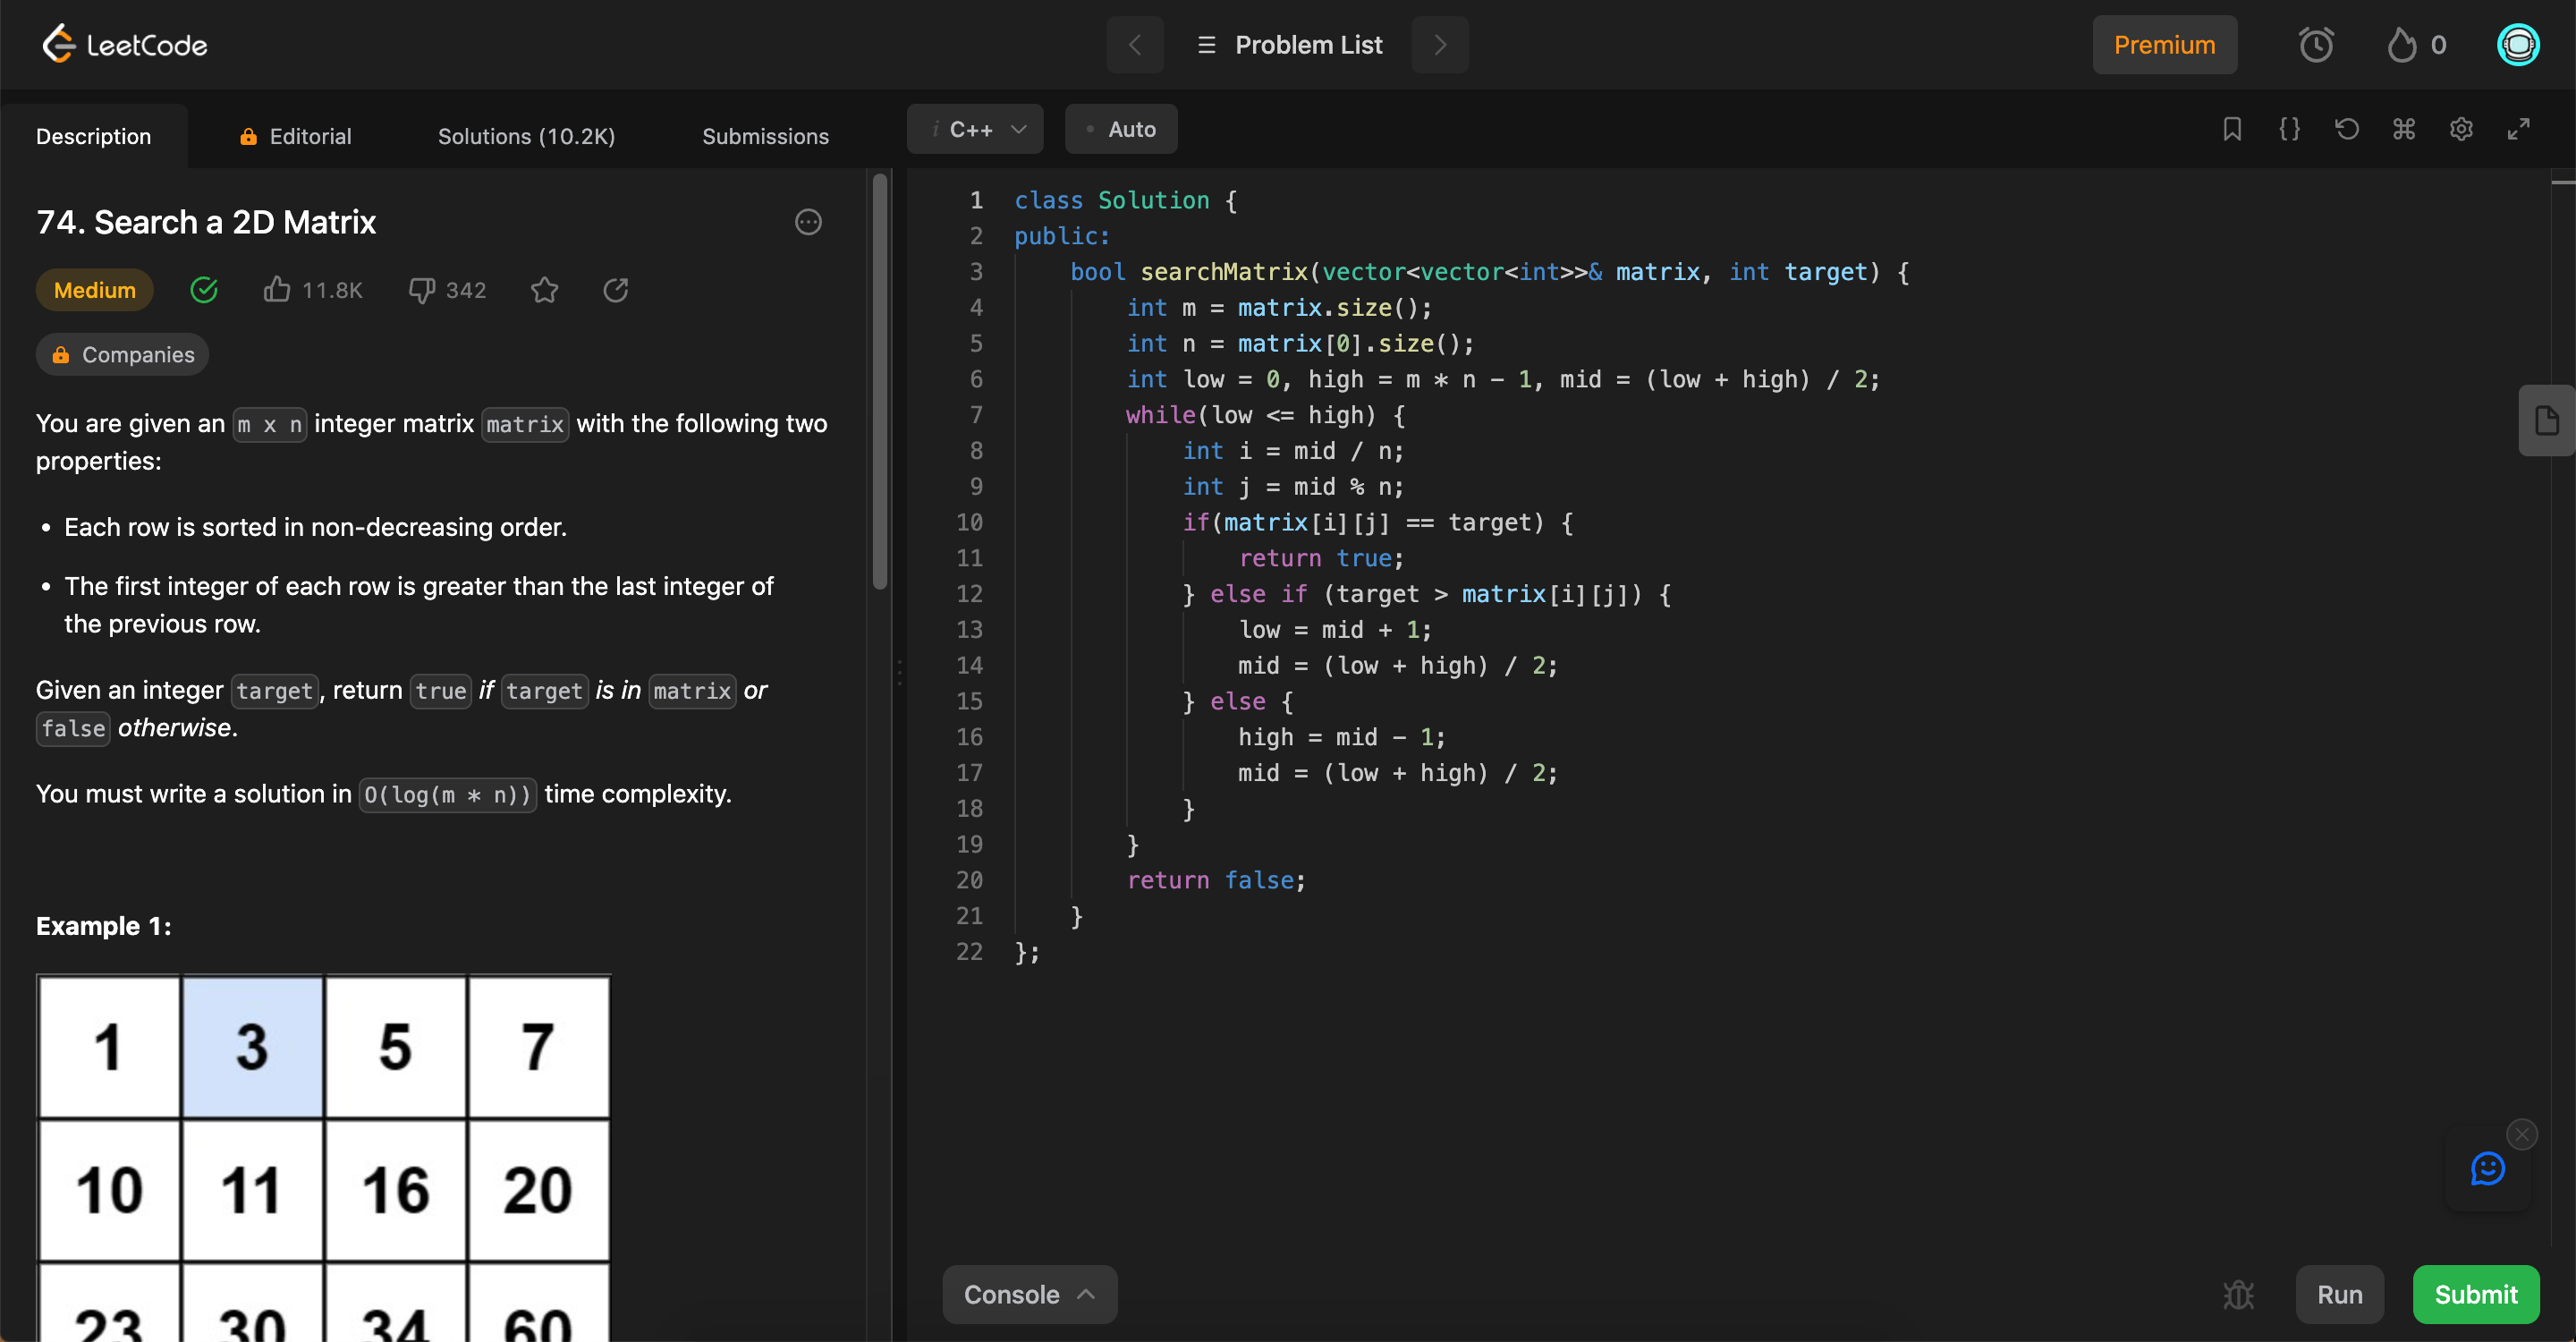 LeetCode
Problem List
Premium
0
Description
Editorial
Solutions (10.2K)
Submissions
74. Search a 2D Matrix
Medium
11.8K
342
Companies
You are given an m x n integer matrix matrix with the following two
properties:
• Each row is sorted in non-decreasing order.
• The first integer of each row is greater than the last integer of
the previous row.
Given an integer target, return true if target is in matrix or
false otherwise.
You must write a solution in O(log(m * n)) time complexity.
Example 1:
1 3 5 7
10 11 16 20
23 30 34 60
i C++
Auto
1 class Solution {
2 public:
3     bool searchMatrix(vector<vector<int>>& matrix, int target) {
4         int m = matrix.size();
5         int n = matrix[0].size();
6         int low = 0, high = m * n - 1, mid = (low + high) / 2;
7         while(low <= high) {
8             int i = mid / n;
9             int j = mid % n;
10             if(matrix[i][j] == target) {
11                 return true;
12             } else if (target > matrix[i][j]) {
13                 low = mid + 1;
14                 mid = (low + high) / 2;
15             } else {
16                 high = mid - 1;
17                 mid = (low + high) / 2;
18             }
19         }
20         return false;
21     }
22 };
Console
Run
Submit